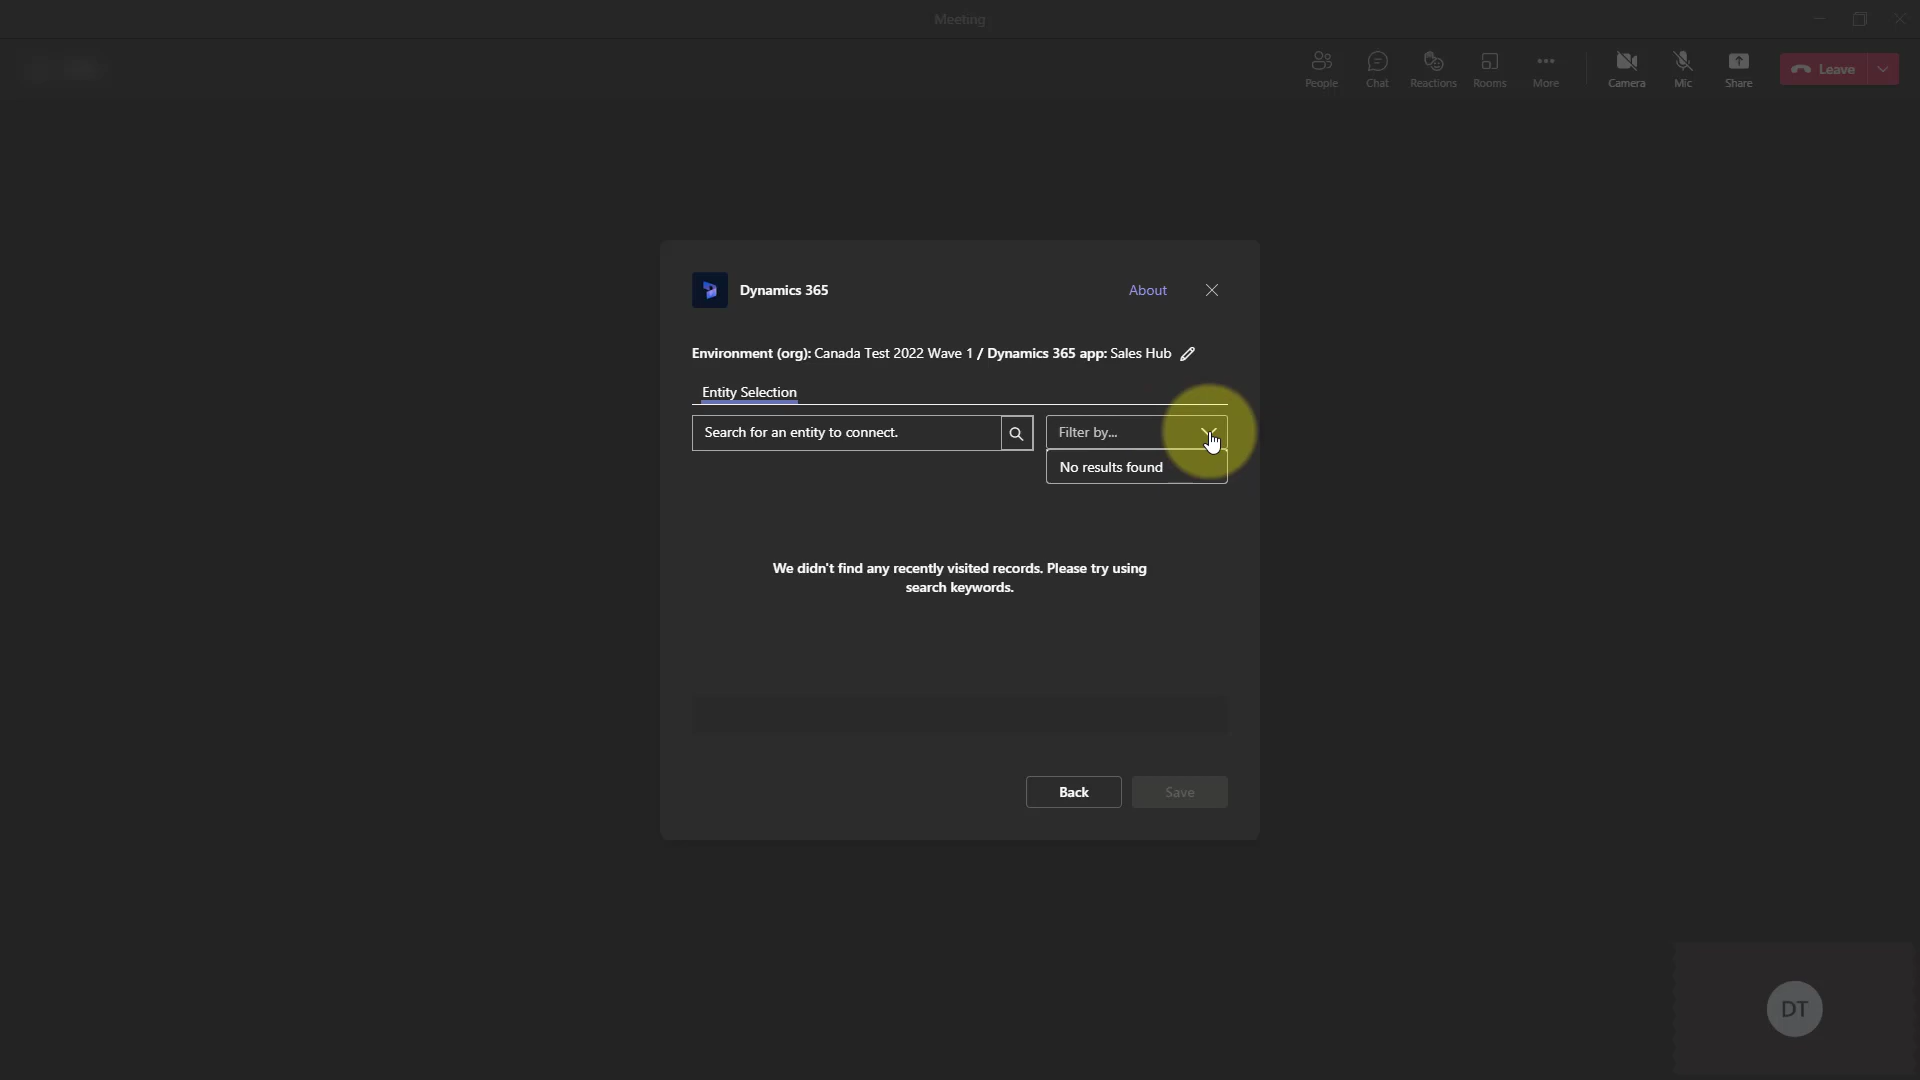 Meeting
People
Chat
Reactions
Rooms
More
Camera
Mic
Share
Leave
Dynamics 365
About
Environment (org): Canada Test 2022 Wave 1 / Dynamics 365 app: Sales Hub
Entity Selection
Search for an entity to connect.
Filter by...
No results found
We didn't find any recently visited records. Please try using
search keywords.
Back
Save
DT